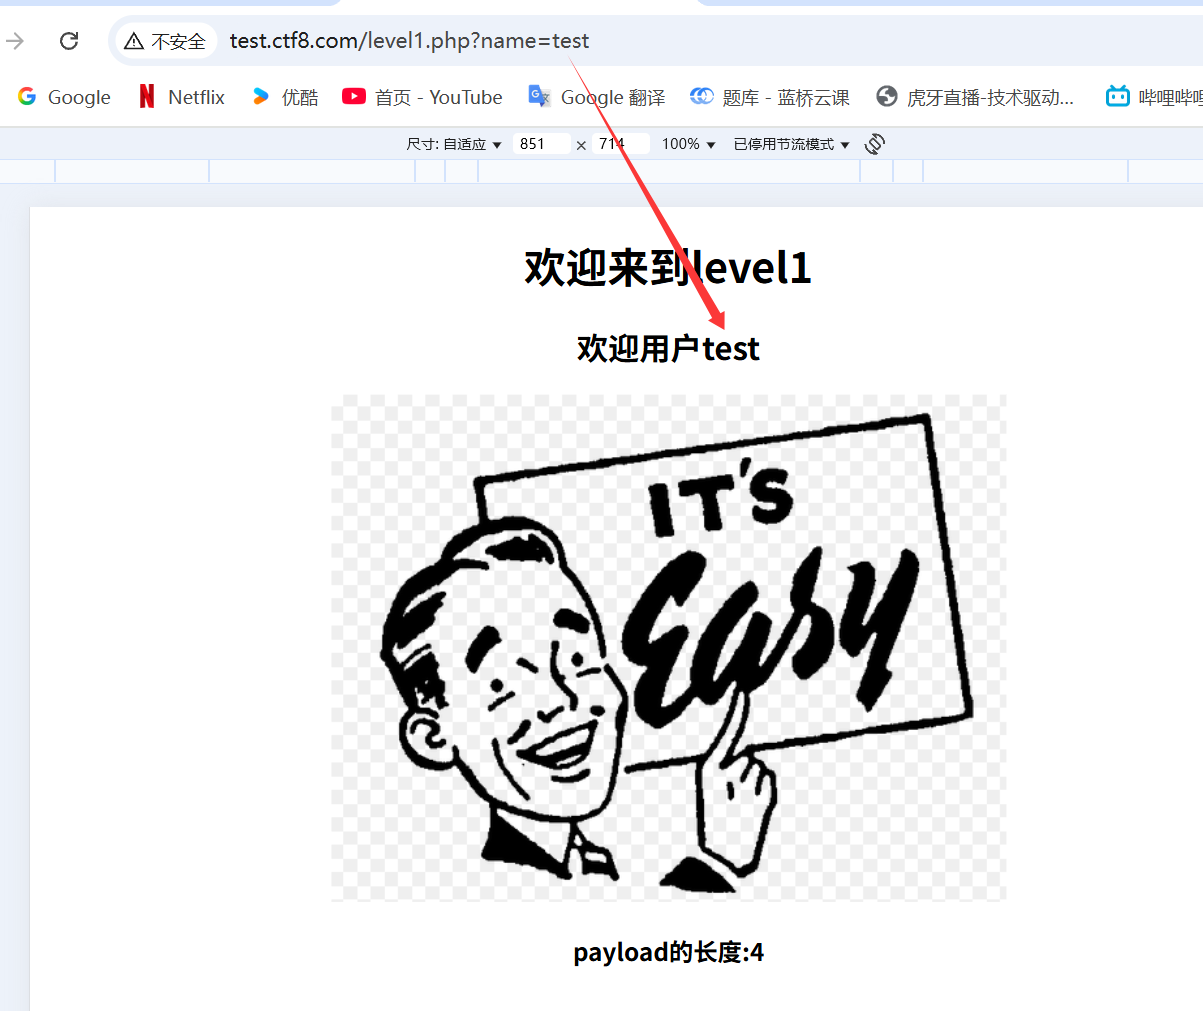 不安全 test.ctf8.com/level1.php?name=test
Google Netflix 优酷 首页 - YouTube Google 翻译 题库 - 蓝桥云课 虎牙直播-技术驱动... 哔哩哔哩
尺寸: 自适应 851 × 714 100% 已停用节流模式
欢迎来到level1
欢迎用户test
IT'S
Easy
payload的长度:4